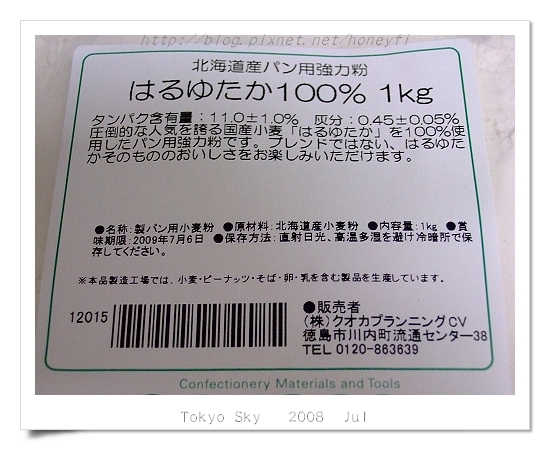 http://blog.pixnet.net/honeyfi
北海道産パン用強力粉
はるゆたか100% 1kg
タンパク含有量：11.0±1.0%　灰分：0.45±0.05%
圧倒的な人気を誇る国産小麦「はるゆたか」を100%使
用したパン用強力粉です。ブレンドではない、はるゆた
かそのもののおいしさをお楽しみいただけます。
●名称：製パン用小麦粉　●原材料：北海道産小麦粉　●内容量：1kg　●賞
味期限：2009年7月6日　●保存方法：直射日光、高温多湿を避け冷暗所で保
存してください。
※本品製造工場では、小麦・ピーナッツ・そば・卵・乳を含む製品を生産しています。
12015
●販売者
(株)クオカプランニングCV
徳島市川内町流通センター38
TEL 0120-863639
Confectionery Materials and Tools
Tokyo Sky 2008 Jul